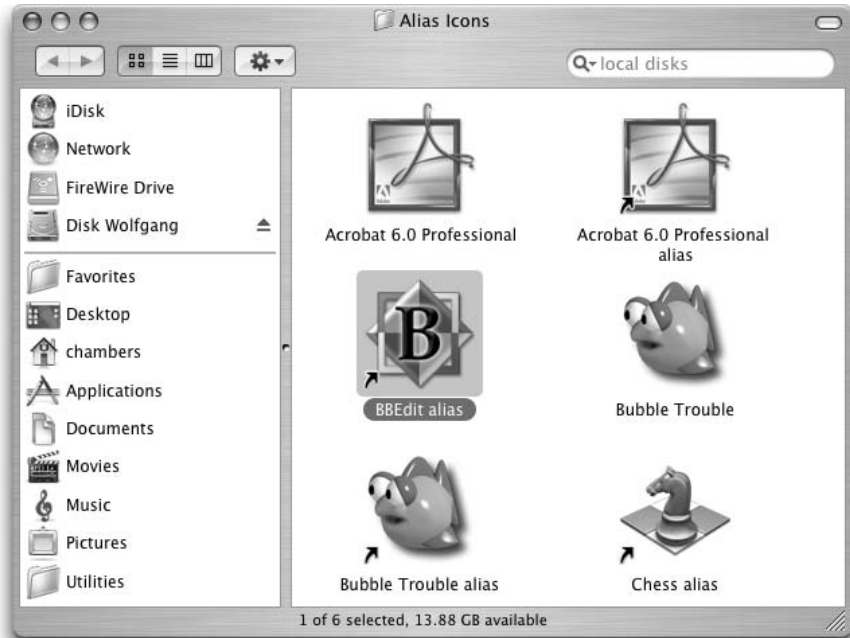 Alias Icons
local disks
iDisk
Network
FireWire Drive
Disk Wolfgang
Favorites
Desktop
chambers
Applications
Documents
Movies
Music
Pictures
Utilities
Acrobat 6.0 Professional
Acrobat 6.0 Professional
alias
B
BBEdit alias
Bubble Trouble
Bubble Trouble alias
Chess alias
1 of 6 selected, 13.88 GB available